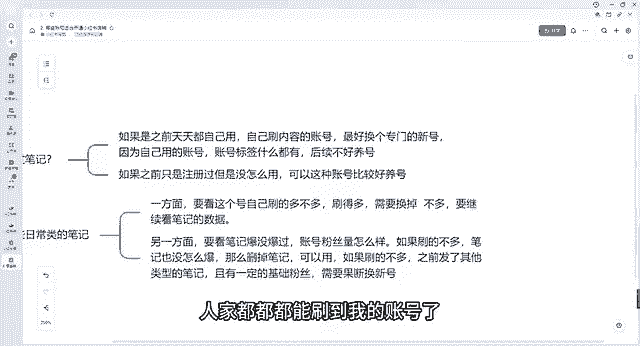 如果是之前天天都自己用，自己刷内容的账号，最好换个专门的新号，
因为自己用的账号，账号标签什么都有，后续不好养号
笔记？
如果之前只是注册过但是没怎么用，可以这种账号比较好养号
一方面，要看这个号自己刷的多不多，刷得多，需要换掉 不多，要继
续看笔记的数据。
日常类的笔记
另一方面，要看笔记爆没爆过，账号粉丝量怎么样。如果刷的不多，笔
记也没怎么爆，那么删掉笔记，可以用，如果刷的不多，之前发了其他
类型的笔记，且有一定的基础粉丝，需要果断换新号
人家都都都能刷到我的账号了